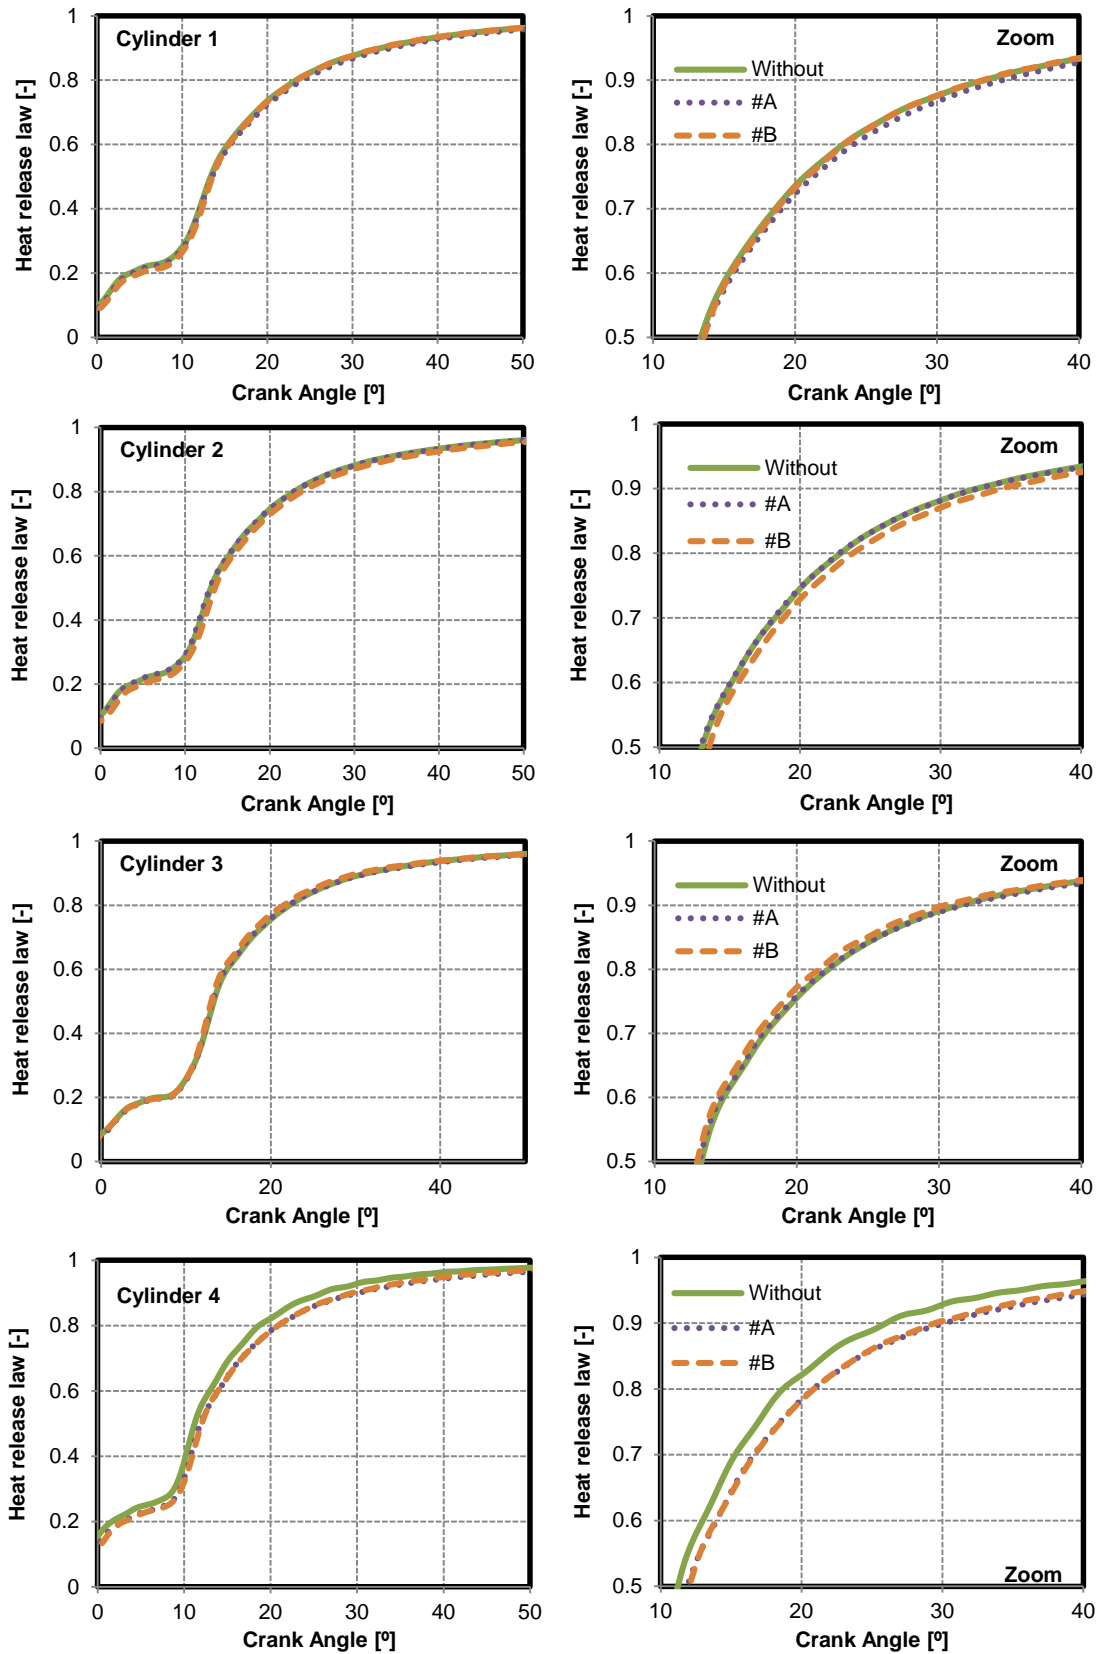 Cylinder 1
Heat release law [-]
1
0.8
0.6
0.4
0.2
0
0
10
20
30
40
50
Crank Angle [º]
Zoom
Without
#A
#B
Heat release law [-]
1
0.9
0.8
0.7
0.6
0.5
10
20
30
40
Crank Angle [º]
Cylinder 2
Heat release law [-]
1
0.8
0.6
0.4
0.2
0
0
10
20
30
40
50
Crank Angle [º]
Zoom
Without
#A
#B
Heat release law [-]
1
0.9
0.8
0.7
0.6
0.5
10
20
30
40
Crank Angle [º]
Cylinder 3
Heat release law [-]
1
0.8
0.6
0.4
0.2
0
0
20
40
Crank Angle [º]
Zoom
Without
#A
#B
Heat release law [-]
1
0.9
0.8
0.7
0.6
0.5
10
20
30
40
Crank Angle [º]
Cylinder 4
Heat release law [-]
1
0.8
0.6
0.4
0.2
0
0
10
20
30
40
50
Crank Angle [º]
Without
#A
#B
Zoom
Heat release law [-]
1
0.9
0.8
0.7
0.6
0.5
10
20
30
40
Crank Angle [º]